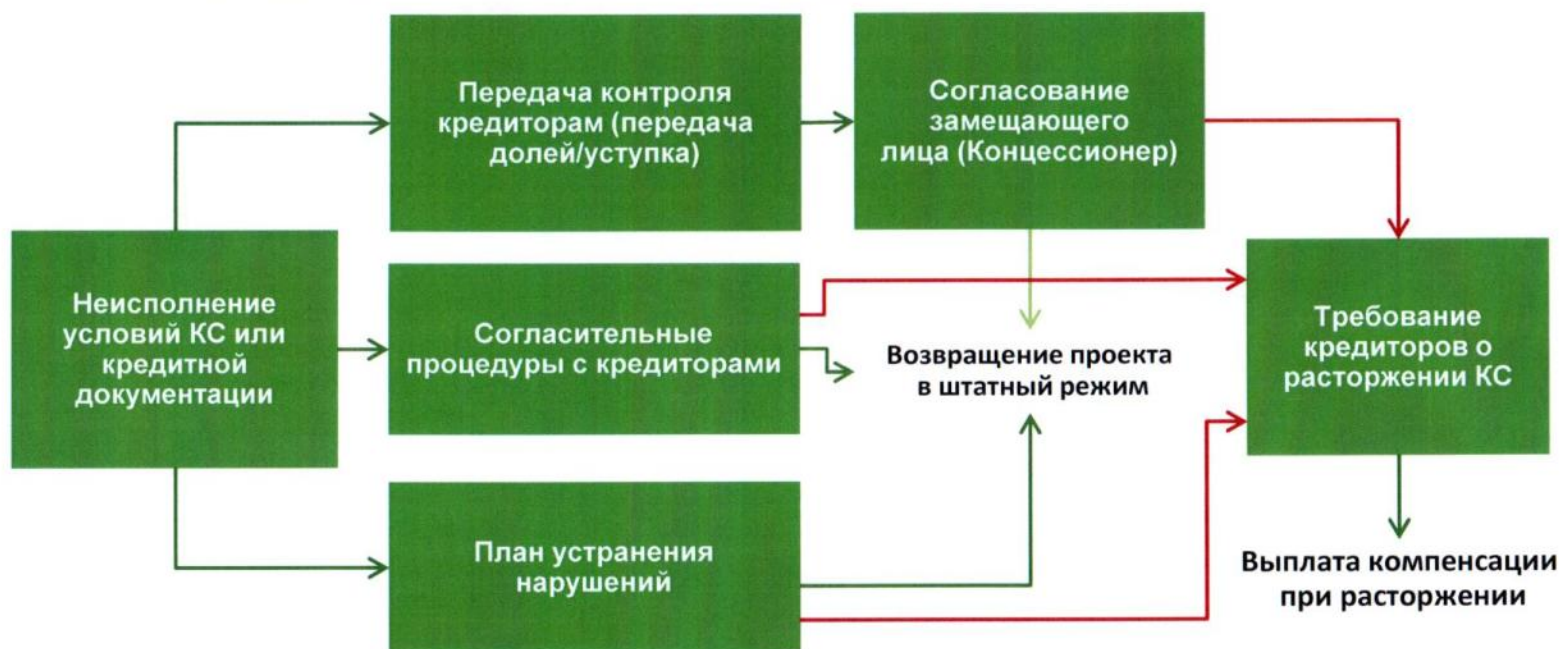 Передача контроля
кредиторам (передача
долей/уступка)
Согласование
замещающего
лица (Концессионер)
Неисполнение
условий КС или
кредитной
документации
Согласительные
процедуры с кредиторами
Возвращение проекта
в штатный режим
Требование
кредиторов о
расторжении КС
План устранения
нарушений
Выплата компенсации
при расторжении